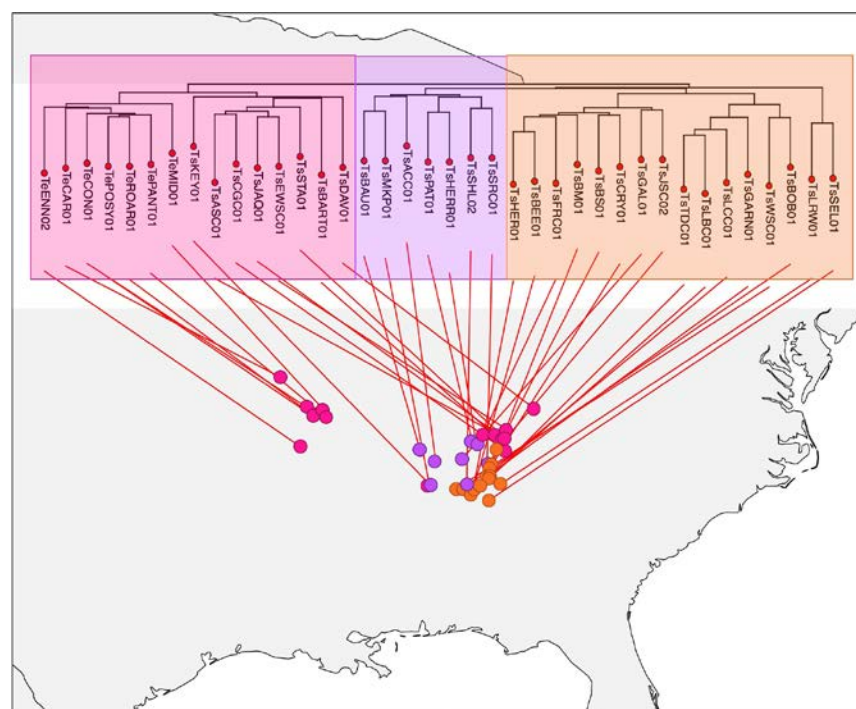 TeENN02
TeCAR01
TeCON01
TePOSY01
TeROAR01
TePANT01
TeMID01
TsKEY01
TsASC01
TsCGC01
TsJAQ01
TsEWSC01
TsSTA01
TsBART01
TsDAV01
TsBAU01
TsMKP01
TsACC01
TsPAT01
TsHERR01
TsSHL02
TsSRC01
TsHER01
TsBEE01
TsFRC01
TsBM01
TsBS01
TsCRY01
TsGAL01
TsJSC02
TsTDC01
TsLBC01
TsLCC01
TsGARN01
TsWSC01
TsBOB01
TsLRW01
TsSEL01